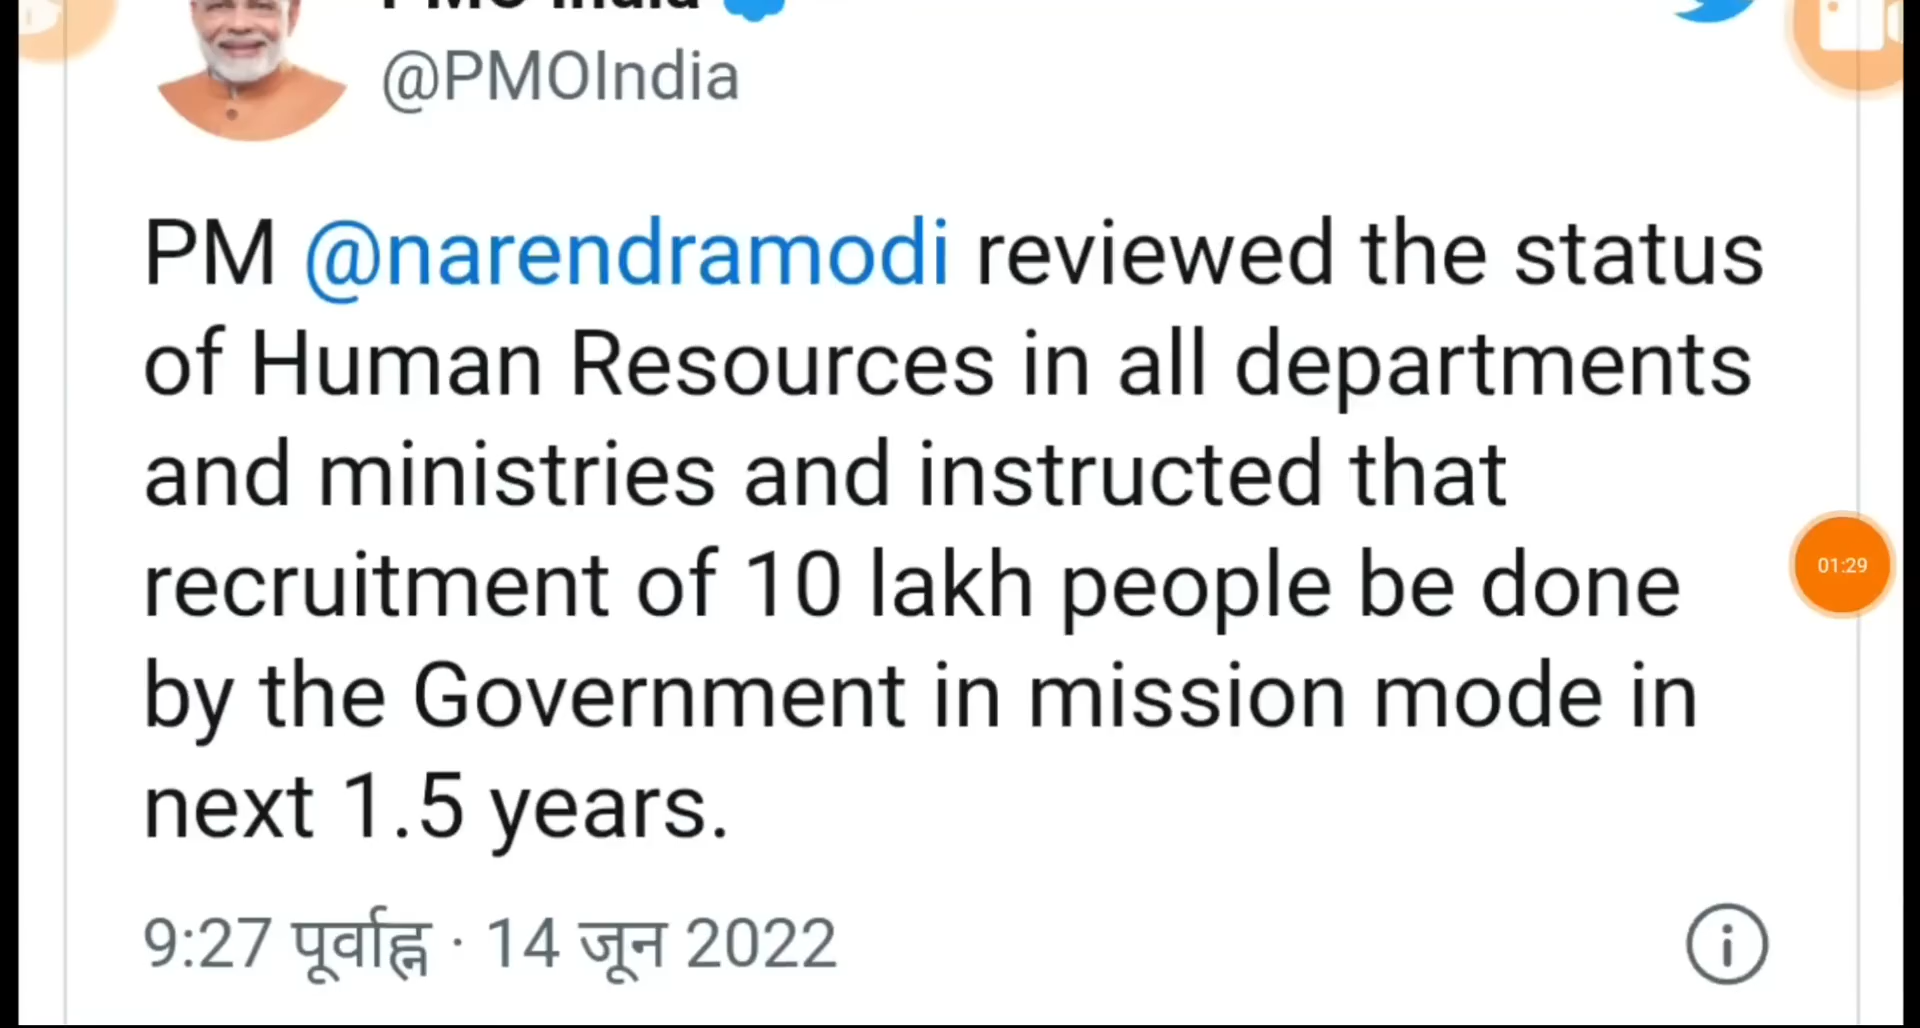 PMO India
@PMOIndia
PM @narendramodi reviewed the status
of Human Resources in all departments
and ministries and instructed that
recruitment of 10 lakh people be done
by the Government in mission mode in
next 1.5 years.
01:29
9:27 पूर्वाह्न · 14 जून 2022